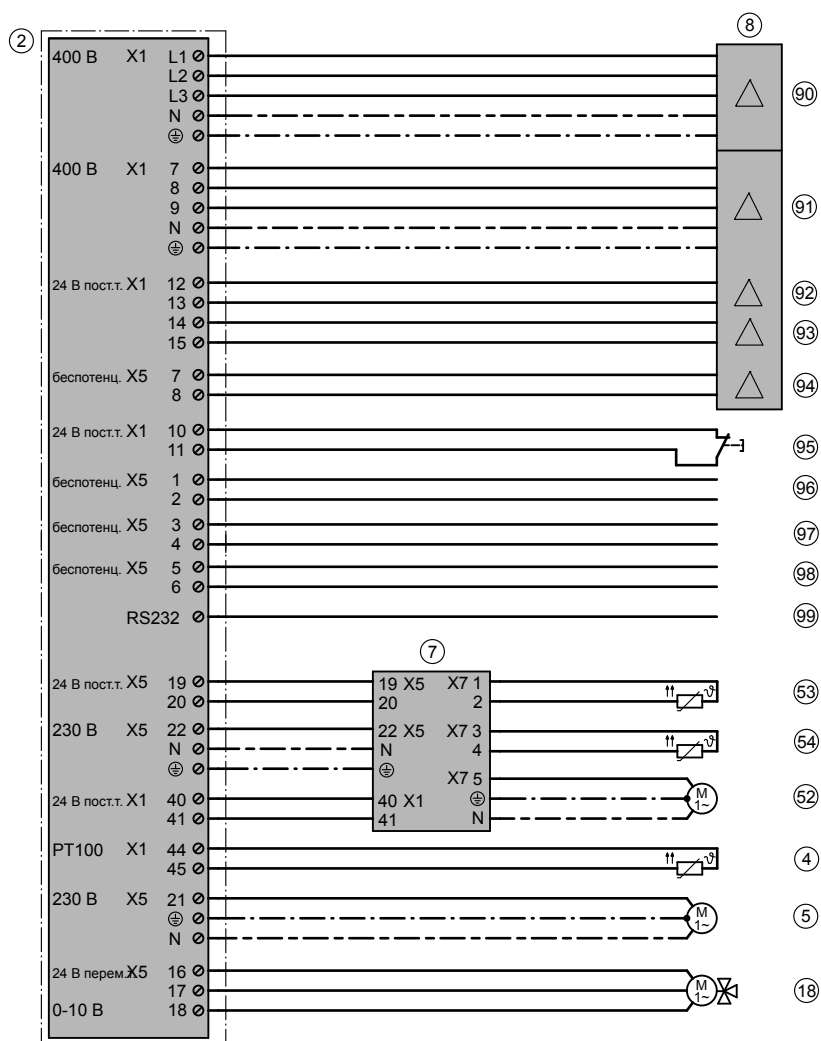 2
8
400 В X1 L1
L2
L3
N
90
400 В X1 7
8
9
N
91
24 В пост.т. X1 12
13
92
14
15
93
беспотенц. X5 7
8
94
24 В пост.т. X1 10
11
95
беспотенц. X5 1
2
96
беспотенц. X5 3
4
97
беспотенц. X5 5
6
98
RS232
99
7
24 В пост.т. X5 19
20
19 X5 X7 1
20 2
ϑ
53
230 В X5 22
N
22 X5 X7 3
N 4
ϑ
54
X7 5
24 В пост.т. X1 40
41
40 X1
41 N
M
1~
52
PT100 X1 44
45
ϑ
4
230 В X5 21
N
M
1~
5
24 В перем.т. X5 16
17
0-10 В 18
M
1~
18